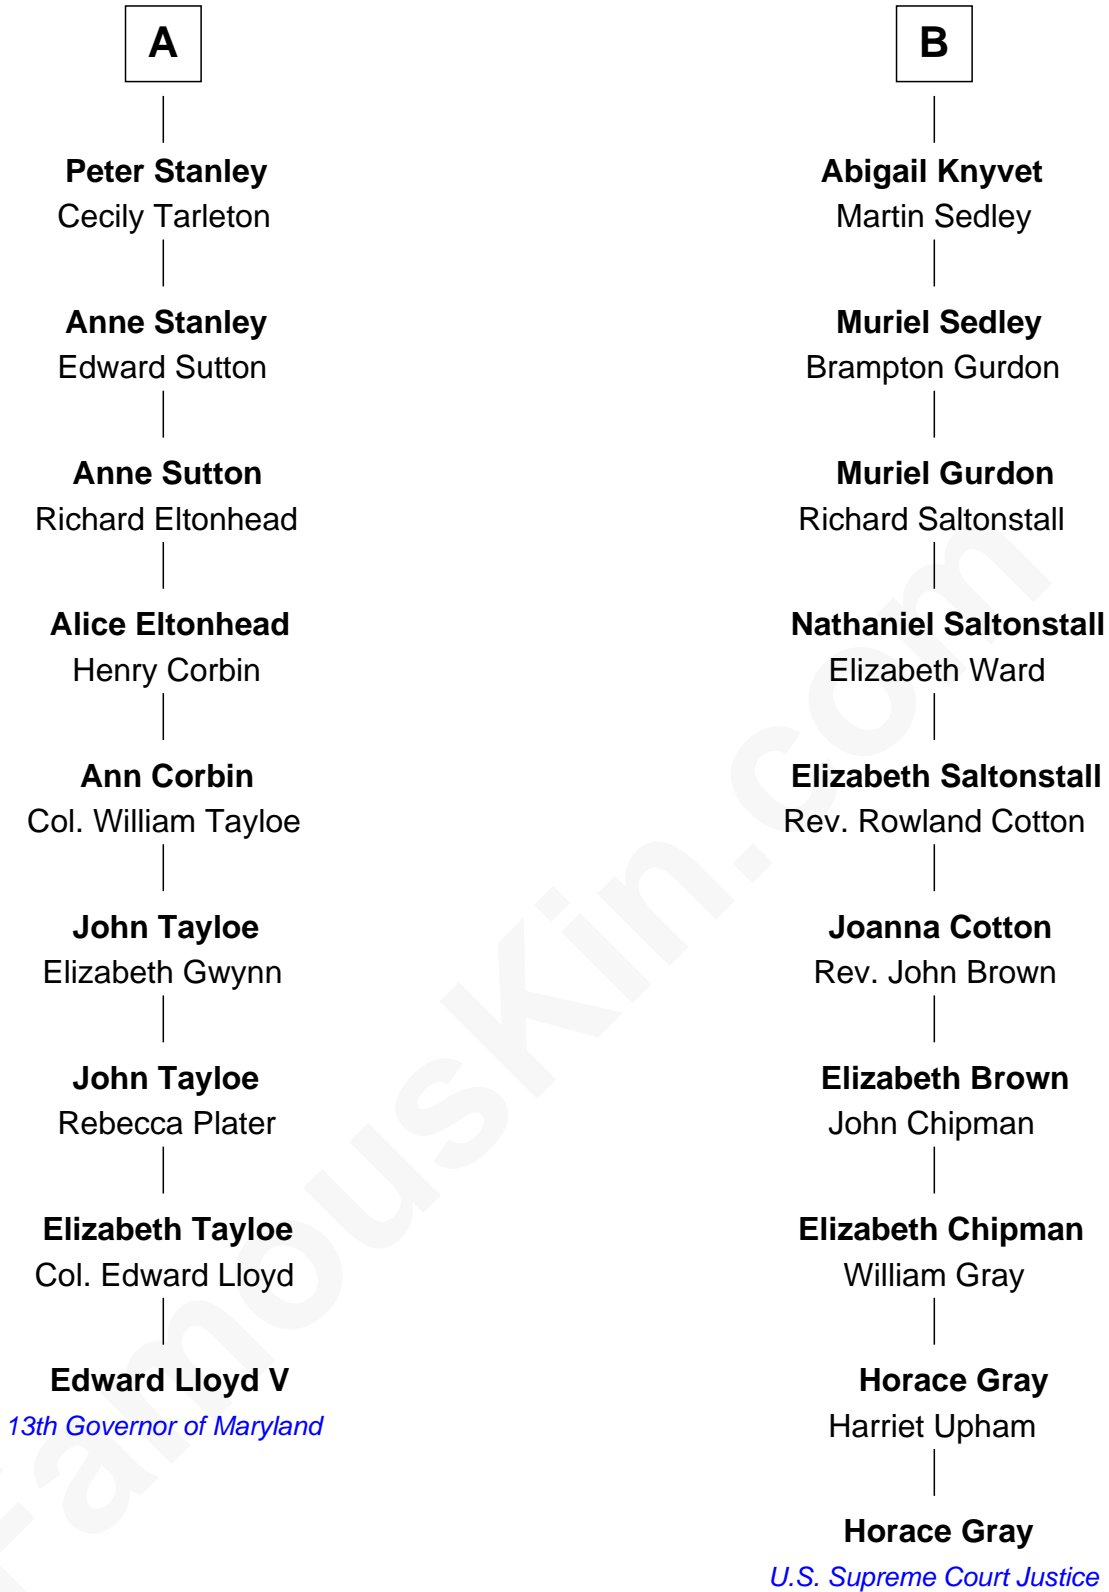 A
Peter Stanley
Cecily Tarleton
Anne Stanley
Edward Sutton
Anne Sutton
Richard Eltonhead
Alice Eltonhead
Henry Corbin
Ann Corbin
Col. William Tayloe
John Tayloe
Elizabeth Gwynn
John Tayloe
Rebecca Plater
Elizabeth Tayloe
Col. Edward Lloyd
Edward Lloyd V
13th Governor of Maryland
B
Abigail Knyvet
Martin Sedley
Muriel Sedley
Brampton Gurdon
Muriel Gurdon
Richard Saltonstall
Nathaniel Saltonstall
Elizabeth Ward
Elizabeth Saltonstall
Rev. Rowland Cotton
Joanna Cotton
Rev. John Brown
Elizabeth Brown
John Chipman
Elizabeth Chipman
William Gray
Horace Gray
Harriet Upham
Horace Gray
U.S. Supreme Court Justice
FamousKin.com